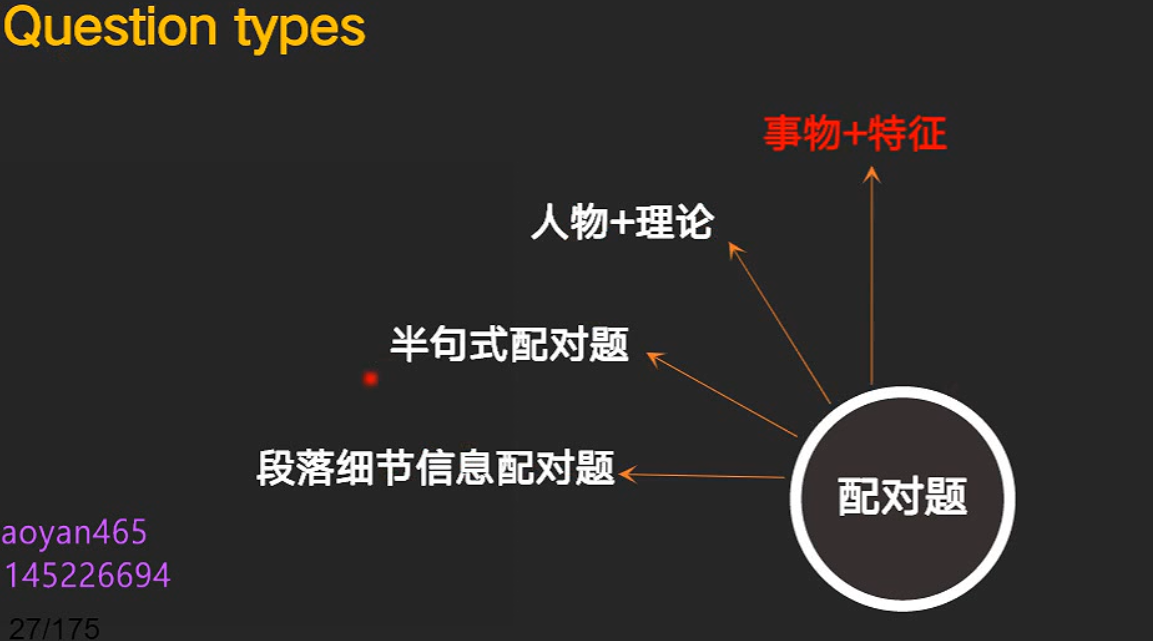 Question types
事物+特征
人物+理论
半句式配对题
段落细节信息配对题
配对题
aoyan465
145226694
27/175